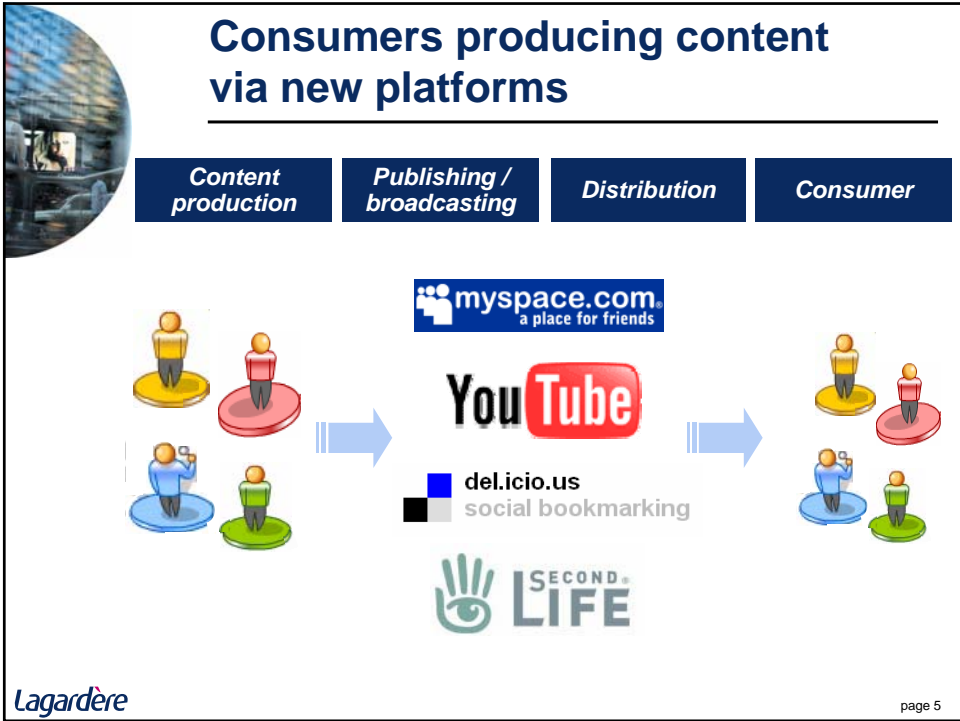 Consumers producing content
via new platforms
Content
production
Publishing /
broadcasting
Distribution
Consumer
myspace.com®
a place for friends
YouTube
del.icio.us
social bookmarking
SECOND®
LIFE
Lagardère
page 5